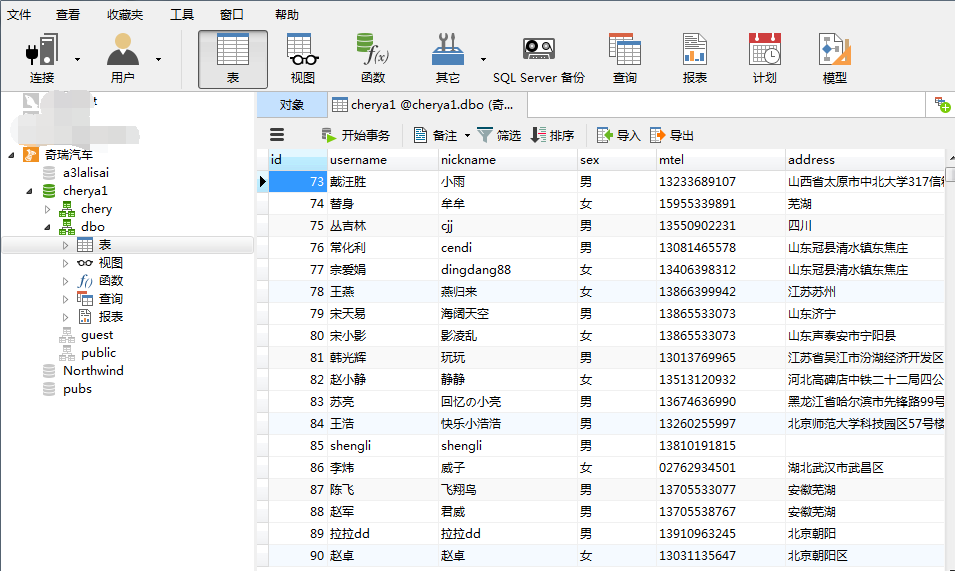 文件 查看 收藏夹 工具 窗口 帮助
连接 用户 表 视图 f(x) 函数 其它 SQL Server 备份 查询 报表 计划 模型
t
对象 cherya1 @cherya1.dbo (奇...
开始事务 备注 筛选 排序 导入 导出
奇瑞汽车
a3lalisai
cherya1
chery
dbo
表
视图
f() 函数
查询
报表
guest
public
Northwind
pubs
id username nickname sex mtel address
73 戴汪胜 小雨 男 13233689107 山西省太原市中北大学317信
74 替身 牟牟 女 15955339891 芜湖
75 丛吉林 cjj 男 13550902231 四川
76 常化利 cendi 男 13081465578 山东冠县清水镇东焦庄
77 宗爱娟 dingdang88 女 13406398312 山东冠县清水镇东焦庄
78 王燕 燕归来 女 13866399942 江苏苏州
79 宋天易 海阔天空 男 13865533073 山东济宁
80 宋小影 影凌乱 女 13865533073 山东声泰安市宁阳县
81 韩光辉 玩玩 男 13013769965 江苏省吴江市汾湖经济开发区
82 赵小静 静静 女 13513120932 河北高碑店中铁二十二局四公
83 苏亮 回忆の小亮 男 13674636990 黑龙江省哈尔滨市先锋路99号
84 王浩 快乐小浩浩 男 13260255997 北京师范大学科技园区57号楼
85 shengli shengli 男 13810191815
86 李炜 威子 女 02762934501 湖北武汉市武昌区
87 陈飞 飞翔鸟 男 13705533077 安徽芜湖
88 赵军 君威 男 13705538767 安徽芜湖
89 拉拉dd 拉拉dd 男 13910963245 北京朝阳
90 赵卓 赵卓 女 13031135647 北京朝阳区